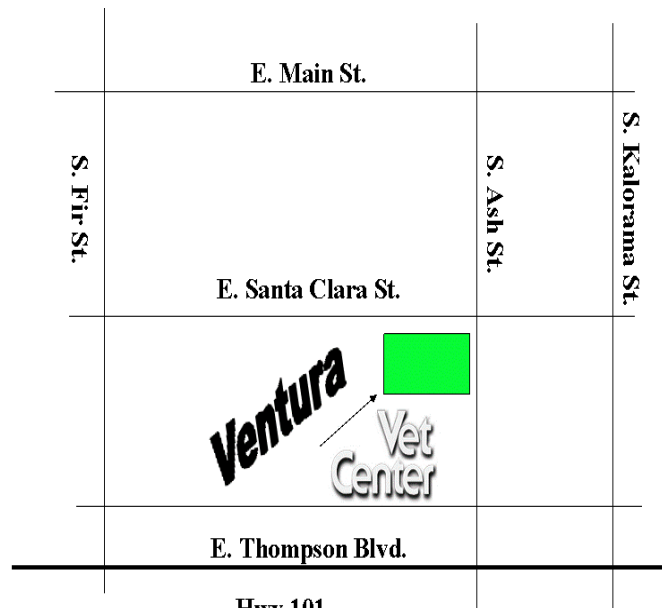 E. Main St.
S. Fir St.
S. Ash St.
S. Kalorama St.
E. Santa Clara St.
Ventura
Vet
Center
E. Thompson Blvd.
Hwy 101